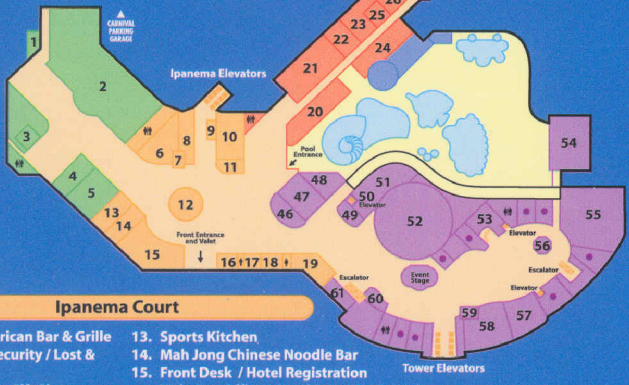 26
25
23
22
24
CARNIVAL
PARKING
GARAGE
1
21
Ipanema Elevators
2
20
9
10
8
6
7
11
3
Pool
Entrance
54
4
5
48
51
47
50
Elevator
46
49
52
53
55
13
12
14
Front Entrance
and Valet
Elevator
56
15
16
17
18
19
Escalator
Event
Stage
Escalator
Elevator
61
60
59
58
57
Tower Elevators
Ipanema Court
rican Bar & Grille
ecurity / Lost &
13. Sports Kitchen
14. Mah Jong Chinese Noodle Bar
15. Front Desk / Hotel Registration